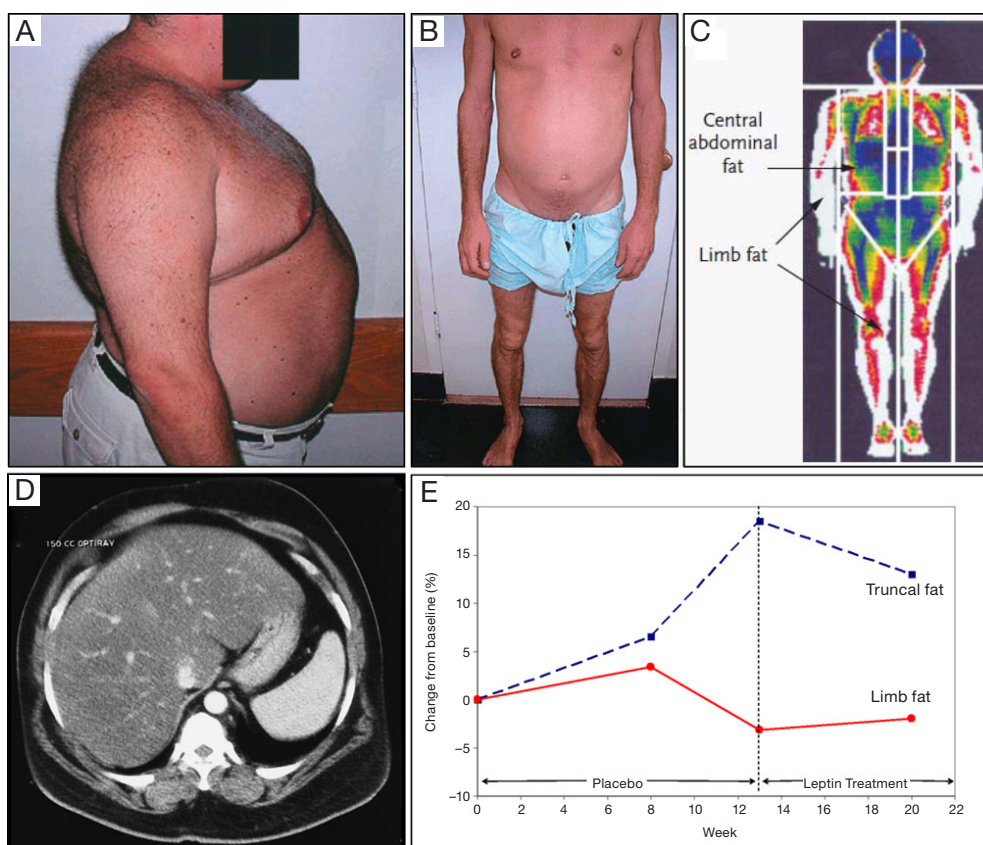 A
B
C
Central
abdominal
fat
Limb fat
D
150 CC OPTIRAY
E
Change from baseline (%)
20
15
10
5
0
−5
−10
Truncal fat
Limb fat
Placebo
Leptin Treatment
0 2 4 6 8 10 12 14 16 18 20 22
Week